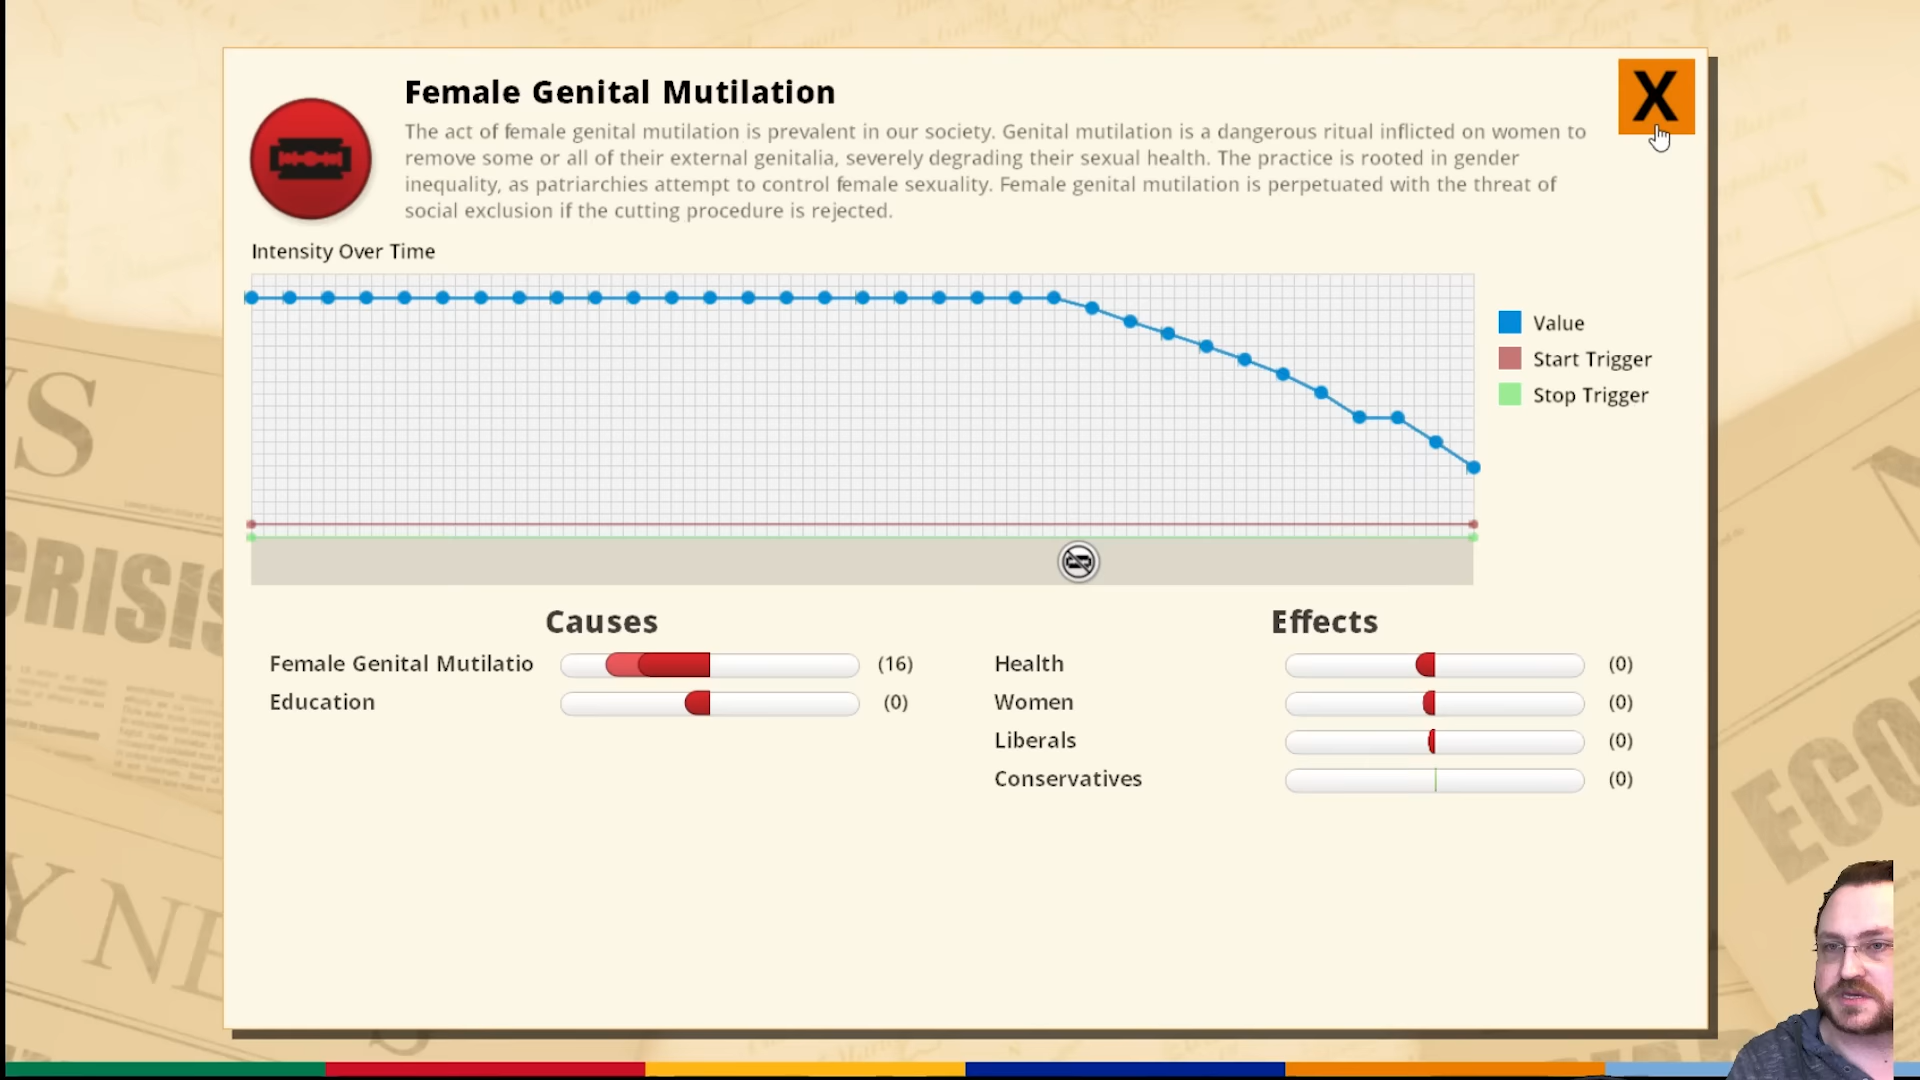 Female Genital Mutilation
X
The act of female genital mutilation is prevalent in our society. Genital mutilation is a dangerous ritual inflicted on women to
remove some or all of their external genitalia, severely degrading their sexual health. The practice is rooted in gender
inequality, as patriarchies attempt to control female sexuality. Female genital mutilation is perpetuated with the threat of
social exclusion if the cutting procedure is rejected.
Intensity Over Time
Value
Start Trigger
Stop Trigger
Causes
Female Genital Mutilatio (16)
Education (0)
Effects
Health (0)
Women (0)
Liberals (0)
Conservatives (0)
CRISIS
ECO
Y NE